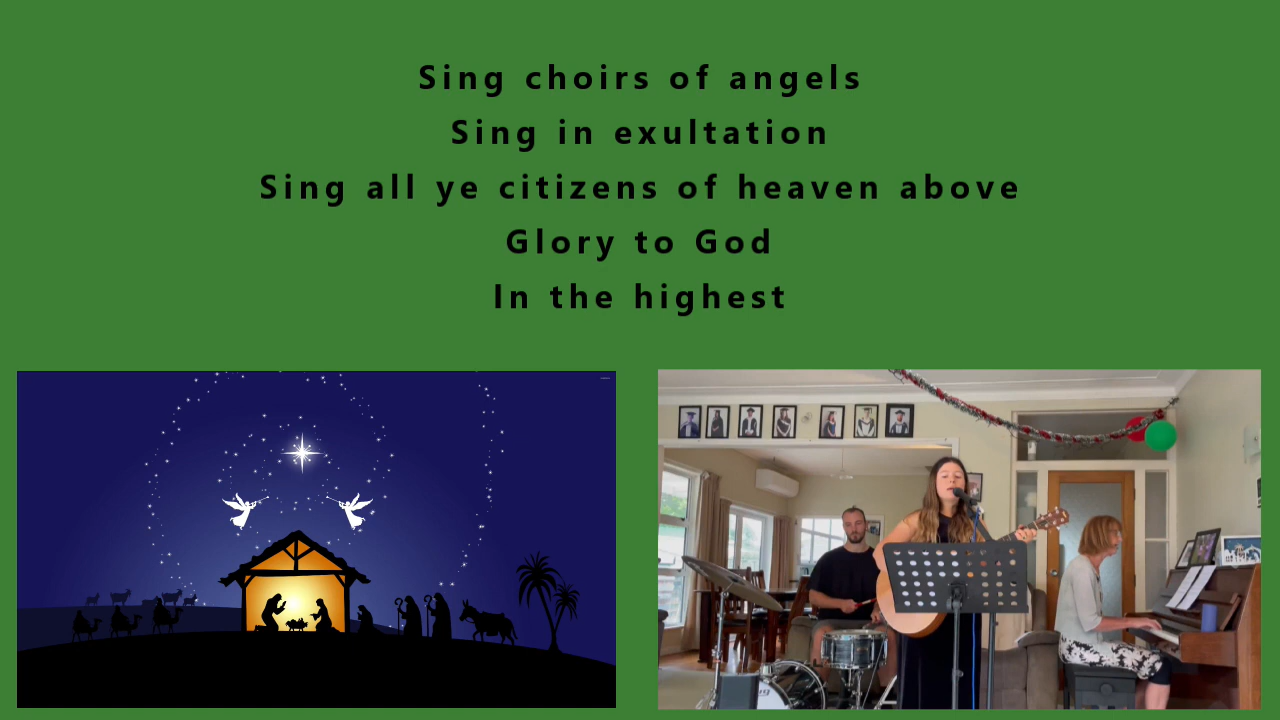 Sing choirs of angels
Sing in exultation
Sing all ye citizens of heaven above
Glory to God
In the highest